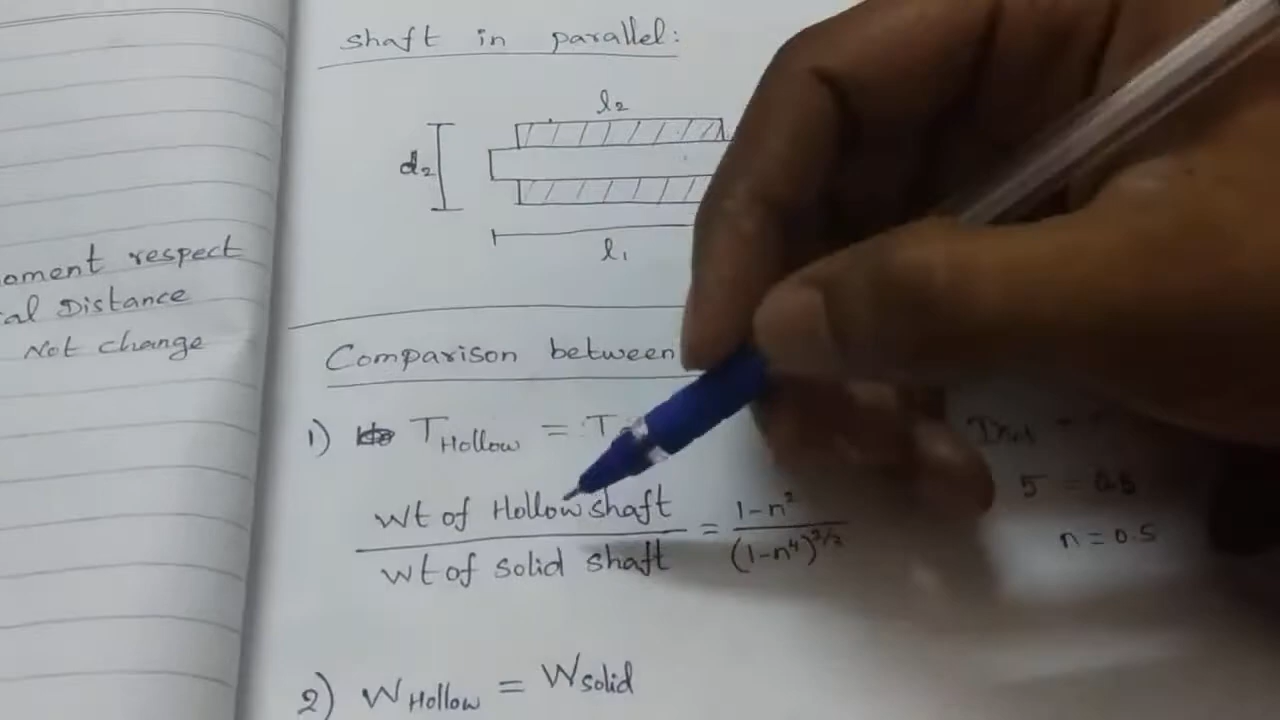 shaft in parallel:
l₂
d₂
l₁
oment respect
al Distance
Not change
Comparison between
1) T Hollow = T
Wt of Hollow shaft / Wt of solid shaft = 1-n² / (1-n⁴)^2/3
5 = 
n = 0.5
2) W Hollow = W solid